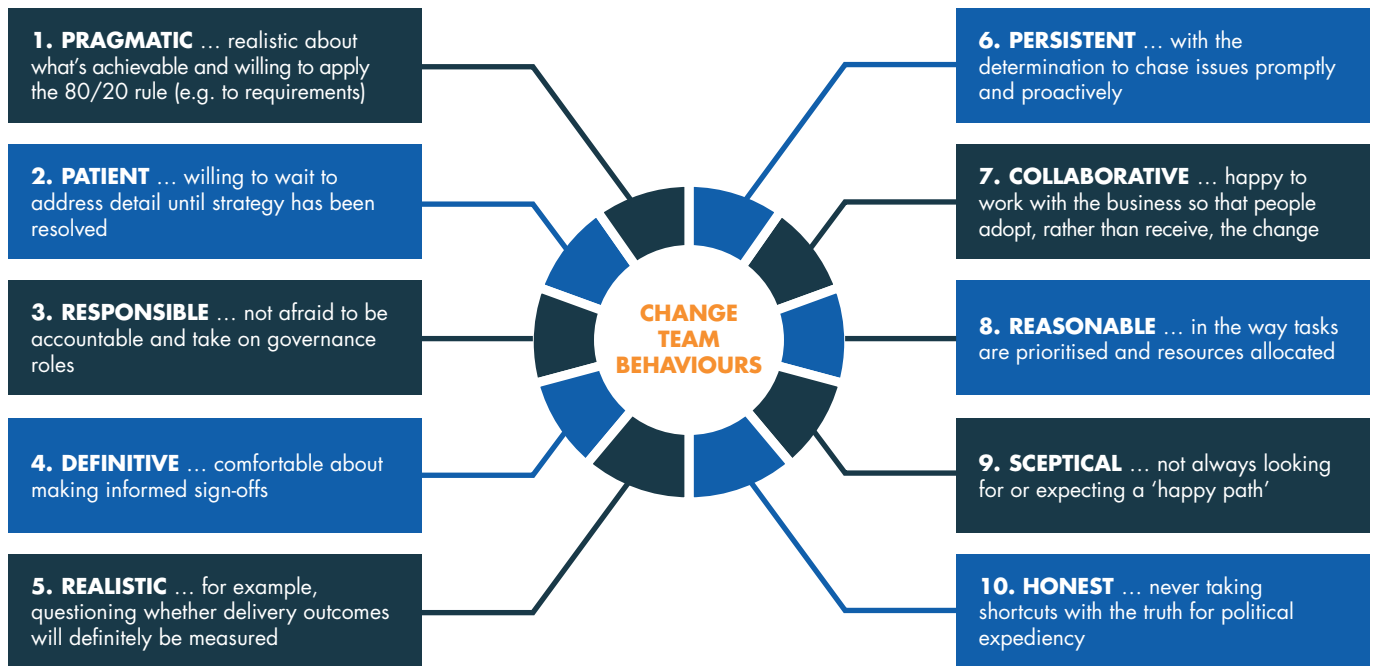 1. PRAGMATIC … realistic about
what's achievable and willing to apply
the 80/20 rule (e.g. to requirements)
2. PATIENT … willing to wait to
address detail until strategy has been
resolved
3. RESPONSIBLE … not afraid to be
accountable and take on governance
roles
4. DEFINITIVE … comfortable about
making informed sign-offs
5. REALISTIC … for example,
questioning whether delivery outcomes
will definitely be measured
CHANGE
TEAM
BEHAVIOURS
6. PERSISTENT … with the
determination to chase issues promptly
and proactively
7. COLLABORATIVE … happy to
work with the business so that people
adopt, rather than receive, the change
8. REASONABLE … in the way tasks
are prioritised and resources allocated
9. SCEPTICAL … not always looking
for or expecting a ‘happy path’
10. HONEST … never taking
shortcuts with the truth for political
expediency